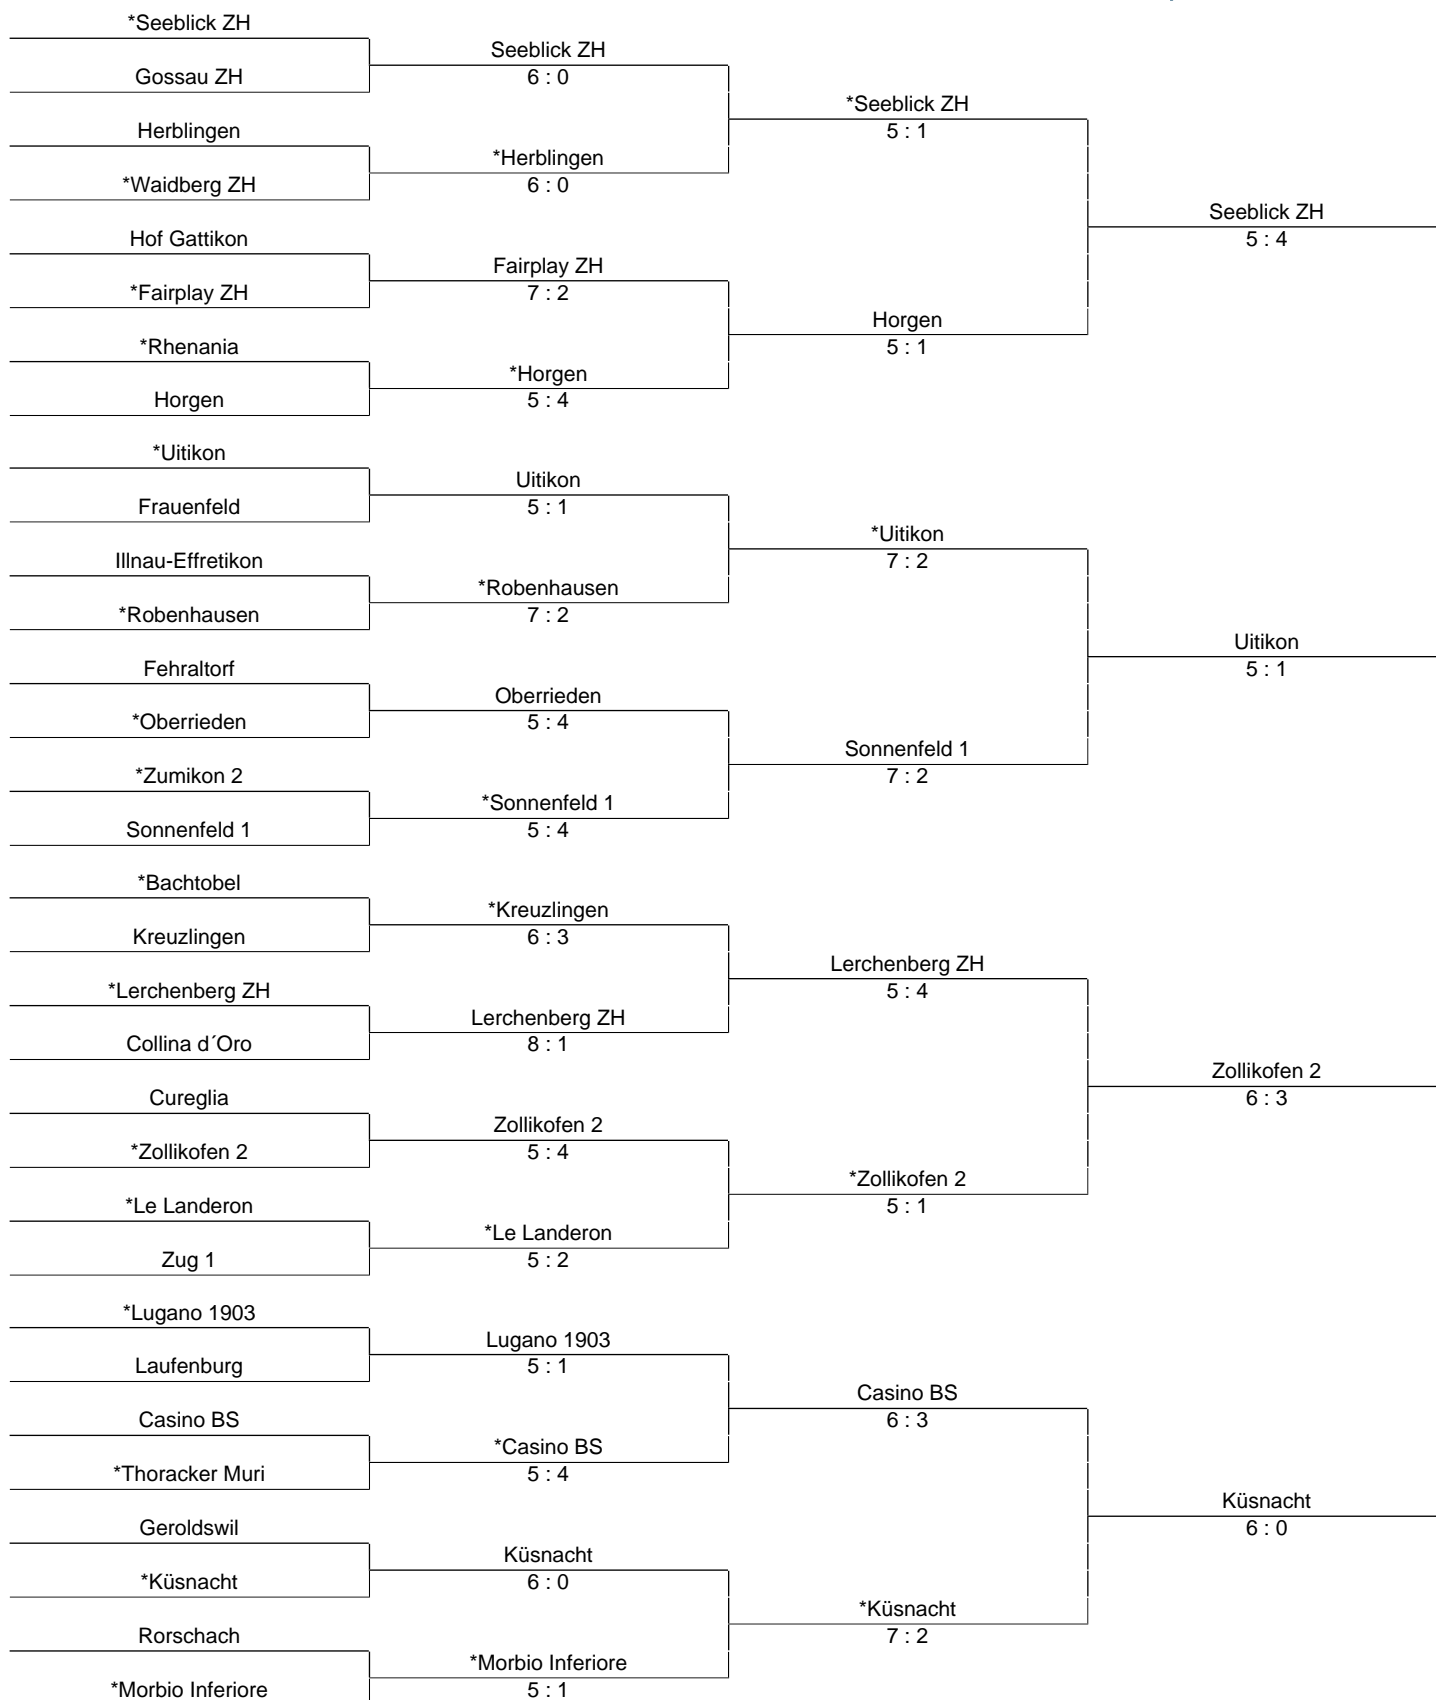 *Seeblick ZH
Gossau ZH
Herblingen
*Waidberg ZH
Hof Gattikon
*Fairplay ZH
*Rhenania
Horgen
*Uitikon
Frauenfeld
Illnau-Effretikon
*Robenhausen
Fehraltorf
*Oberrieden
*Zumikon 2
Sonnenfeld 1
*Bachtobel
Kreuzlingen
*Lerchenberg ZH
Collina d´Oro
Cureglia
*Zollikofen 2
*Le Landeron
Zug 1
*Lugano 1903
Laufenburg
Casino BS
*Thoracker Muri
Geroldswil
*Küsnacht
Rorschach
*Morbio Inferiore
Seeblick ZH
6 : 0
*Herblingen
6 : 0
Fairplay ZH
7 : 2
*Horgen
5 : 4
Uitikon
5 : 1
*Robenhausen
7 : 2
Oberrieden
5 : 4
*Sonnenfeld 1
5 : 4
*Kreuzlingen
6 : 3
Lerchenberg ZH
8 : 1
Zollikofen 2
5 : 4
*Le Landeron
5 : 2
Lugano 1903
5 : 1
*Casino BS
5 : 4
Küsnacht
6 : 0
*Morbio Inferiore
5 : 1
*Seeblick ZH
5 : 1
Horgen
5 : 1
*Uitikon
7 : 2
Sonnenfeld 1
7 : 2
Lerchenberg ZH
5 : 4
*Zollikofen 2
5 : 1
Casino BS
6 : 3
*Küsnacht
7 : 2
Seeblick ZH
5 : 4
Uitikon
5 : 1
Zollikofen 2
6 : 3
Küsnacht
6 : 0